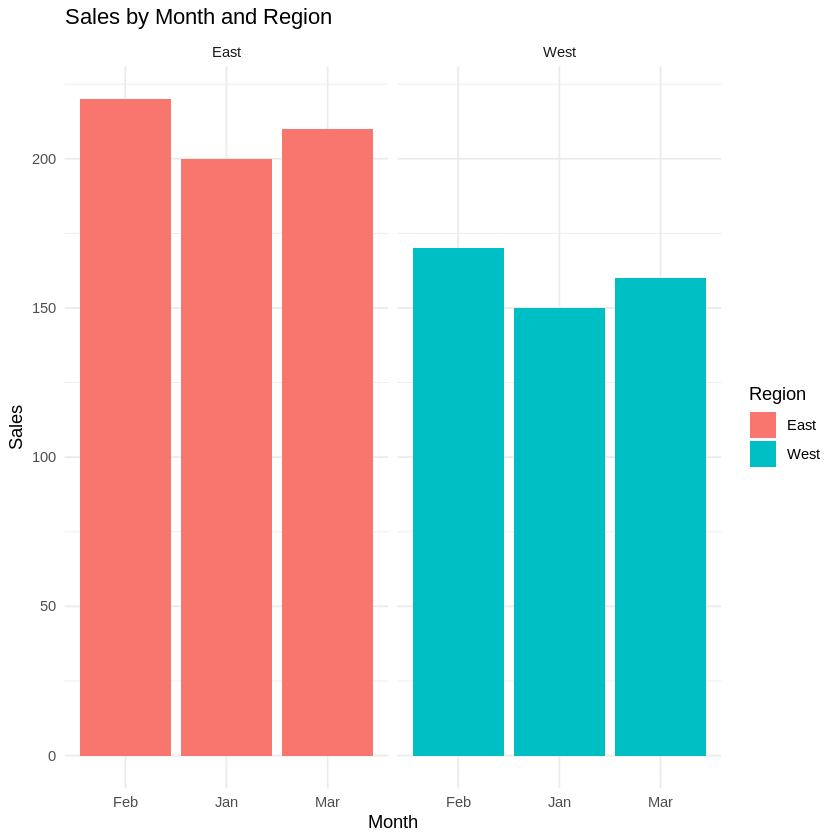 Sales by Month and Region
East West
200
150
100
50
0
Sales
Feb Jan Mar Feb Jan Mar
Month
Region
East
West